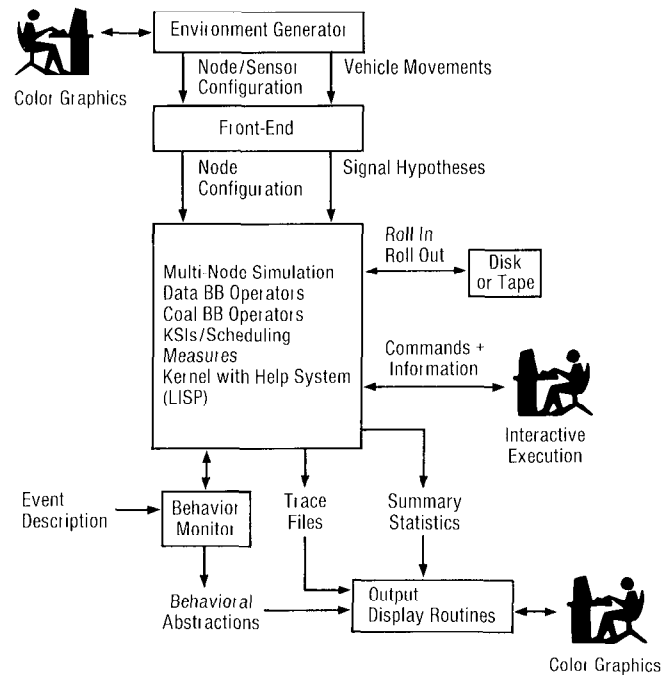 Environment Generator
Color Graphics
Node/Sensor
Configuration
Vehicle Movements
Front-End
Node
Configuration
Signal Hypotheses
Multi-Node Simulation
Data BB Operators
Coal BB Operators
KSIs/Scheduling
Measures
Kernel with Help System
(LISP)
Roll In
Roll Out
Disk
or Tape
Commands +
Information
Interactive
Execution
Event
Description
Behavior
Monitor
Trace
Files
Summary
Statistics
Behavioral
Abstractions
Output
Display Routines
Color Graphics